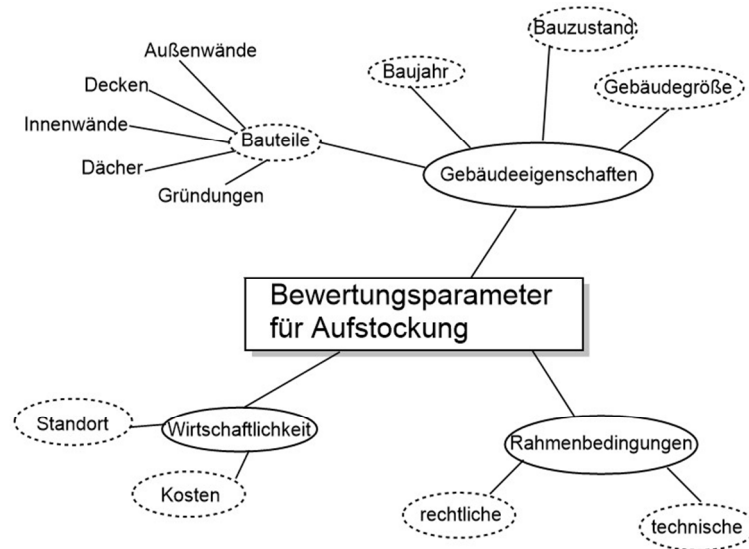 Bauzustand
Außenwände
Baujahr
Decken
Gebäudegröße
Innenwände
Bauteile
Dächer
Gebäudeeigenschaften
Gründungen
Bewertungsparameter
für Aufstockung
Standort
Wirtschaftlichkeit
Rahmenbedingungen
Kosten
rechtliche
technische